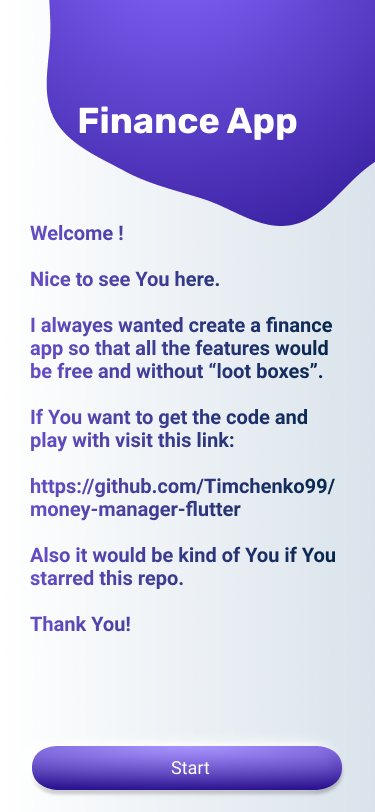 Finance App
Welcome !
Nice to see You here.
I alwayes wanted create a finance
app so that all the features would
be free and without “loot boxes”.
If You want to get the code and
play with visit this link:
https://github.com/Timchenko99/
money-manager-flutter
Also it would be kind of You if You
starred this repo.
Thank You!
Start